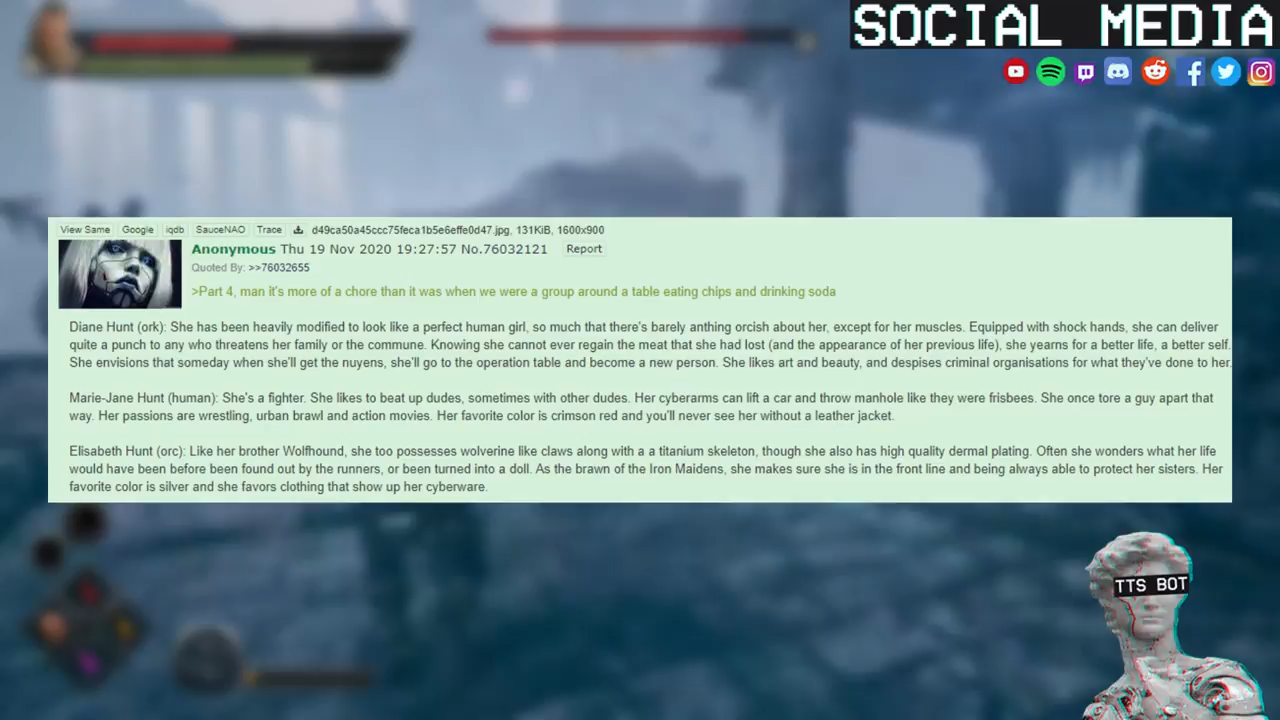 SOCIAL MEDIA
View Same Google iqdb SauceNAO Trace d49ca50a45ccc75feca1b5e6effe0d47.jpg, 131KiB, 1600x900
Anonymous Thu 19 Nov 2020 19:27:57 No.76032121 Report
Quoted By: >>76032655
>Part 4, man it's more of a chore than it was when we were a group around a table eating chips and drinking soda
Diane Hunt (ork): She has been heavily modified to look like a perfect human girl, so much that there's barely anthing orcish about her, except for her muscles. Equipped with shock hands, she can deliver
quite a punch to any who threatens her family or the commune. Knowing she cannot ever regain the meat that she had lost (and the appearance of her previous life), she yearns for a better life, a better self.
She envisions that someday when she'll get the nuyens, she'll go to the operation table and become a new person. She likes art and beauty, and despises criminal organisations for what they've done to her.
Marie-Jane Hunt (human): She's a fighter. She likes to beat up dudes, sometimes with other dudes. Her cyberarms can lift a car and throw manhole like they were frisbees. She once tore a guy apart that
way. Her passions are wrestling, urban brawl and action movies. Her favorite color is crimson red and you'll never see her without a leather jacket.
Elisabeth Hunt (orc): Like her brother Wolfhound, she too possesses wolverine like claws along with a a titanium skeleton, though she also has high quality dermal plating. Often she wonders what her life
would have been before been found out by the runners, or been turned into a doll. As the brawn of the Iron Maidens, she makes sure she is in the front line and being always able to protect her sisters. Her
favorite color is silver and she favors clothing that show up her cyberware.
TTS BOT